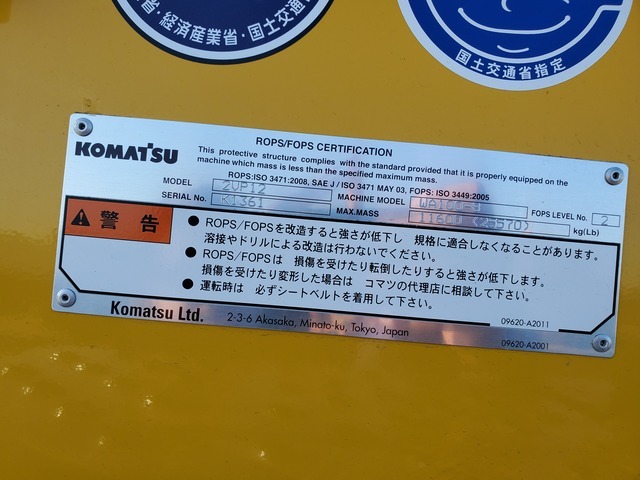 省・経済産業省・国土交通
国土交通省指定
KOMATSU
ROPS/FOPS CERTIFICATION
This protective structure complies with the standard provided that it is properly equipped on the
machine which mass is less than the specified maximum mass.
ROPS:ISO 3471:2008, SAE J / ISO 3471 MAY 03, FOPS: ISO 3449:2005
MODEL 2VP12 MACHINE MODEL FOPS LEVEL No. 2
SERIAL No. K1361 MAX.MASS 11600 (25570) kg(Lb)
警告
● ROPS/FOPSを改造すると強さが低下し 規格に適合しなくなることがあります。
溶接やドリルによる改造は行わないでください。
● ROPS/FOPSは 損傷を受けたり転倒したりすると強さが低下します。
損傷を受けたり変形した場合は コマツの代理店に相談して下さい。
● 運転時は 必ずシートベルトを着用して下さい。
09620-A2011
Komatsu Ltd. 2-3-6 Akasaka, Minato-ku, Tokyo, Japan
09620-A2001